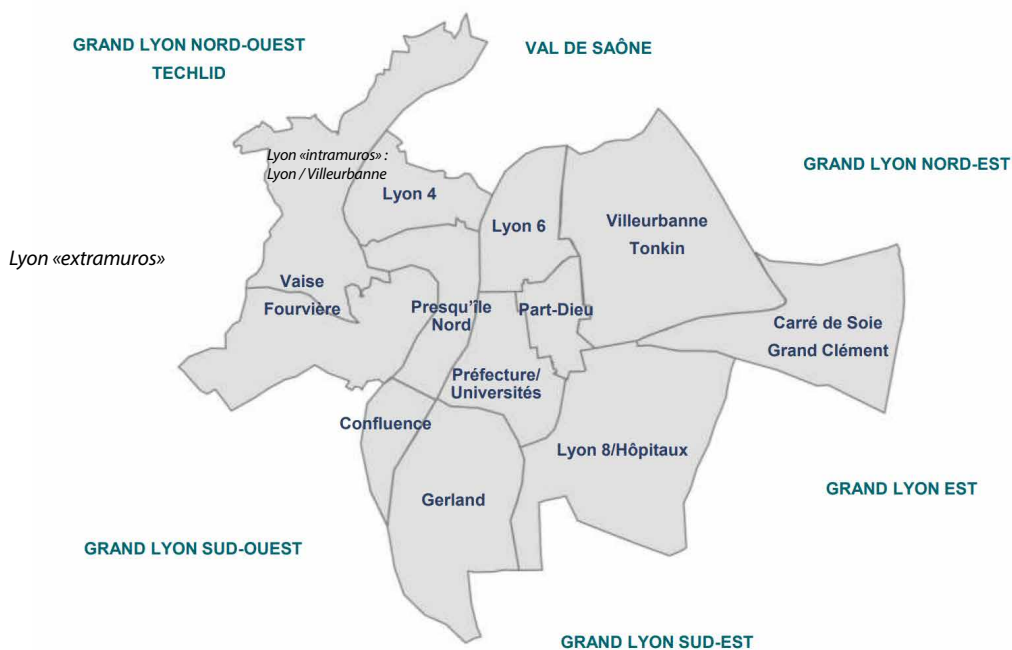 GRAND LYON NORD-OUEST
TECHLID
VAL DE SAÔNE
Lyon «intramuros» :
Lyon / Villeurbanne
GRAND LYON NORD-EST
Lyon 4
Lyon 6
Villeurbanne
Tonkin
Lyon «extramuros»
Vaise
Fourvière
Presqu'île
Nord
Part-Dieu
Carré de Soie
Grand Clément
Préfecture/
Universités
Confluence
Lyon 8/Hôpitaux
Gerland
GRAND LYON EST
GRAND LYON SUD-OUEST
GRAND LYON SUD-EST